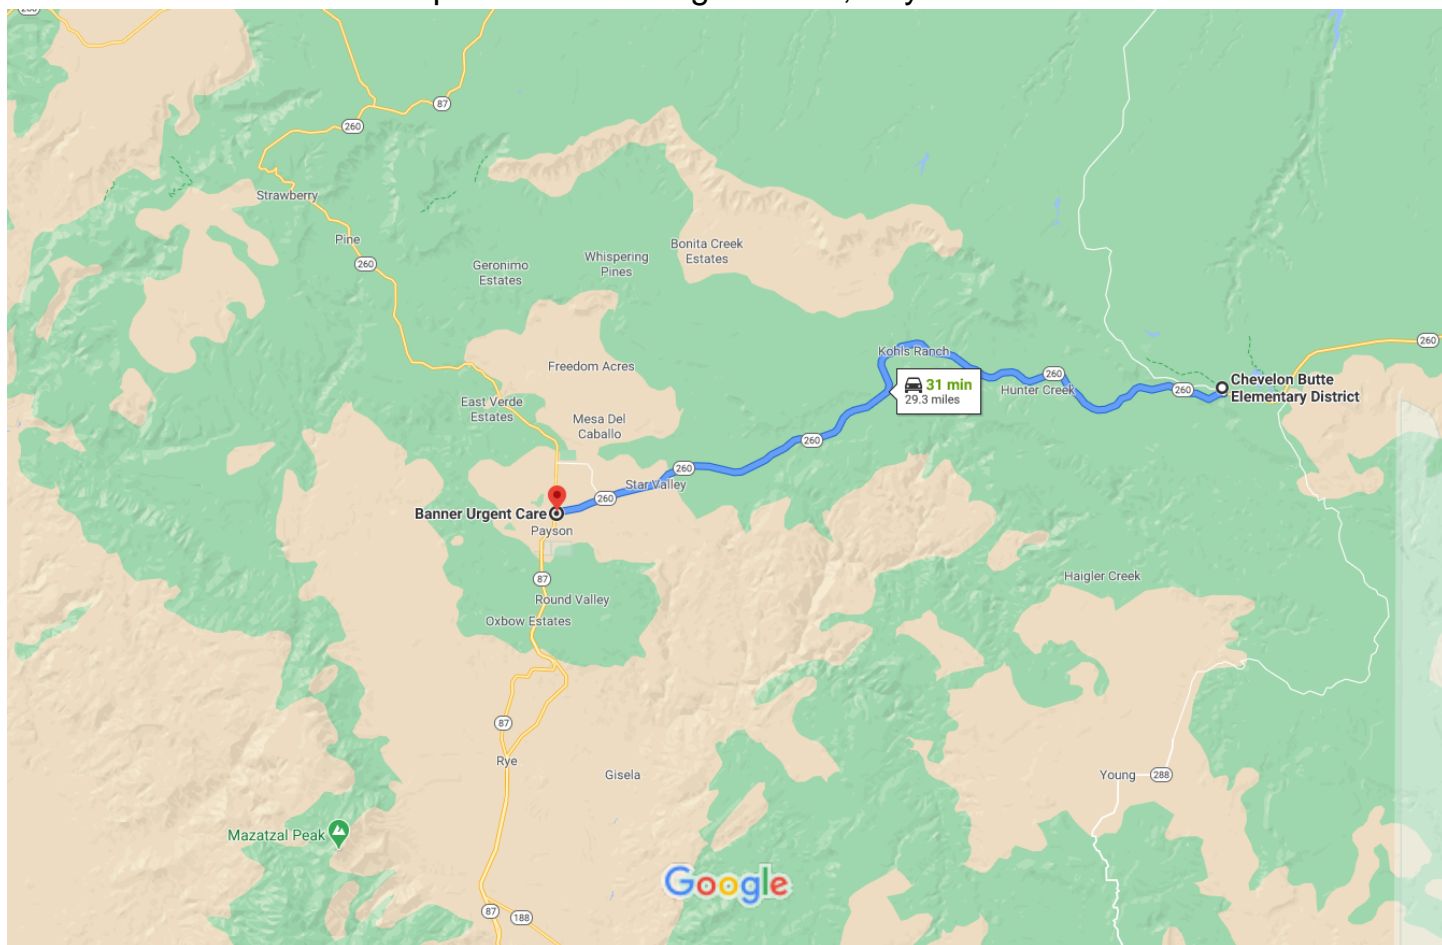 87
260
Strawberry
Pine
260
Bonita Creek
Estates
Whispering
Pines
Geronimo
Estates
260
Kohls Ranch
Freedom Acres
31 min
29.3 miles
260
Hunter Creek
260
Chevelon Butte
Elementary District
East Verde
Estates
Mesa Del
Caballo
260
260
Star Valley
260
Banner Urgent Care
Payson
87
Haigler Creek
Round Valley
Oxbow Estates
87
Rye
Gisela
Young
288
Mazatzal Peak
Google
87
188